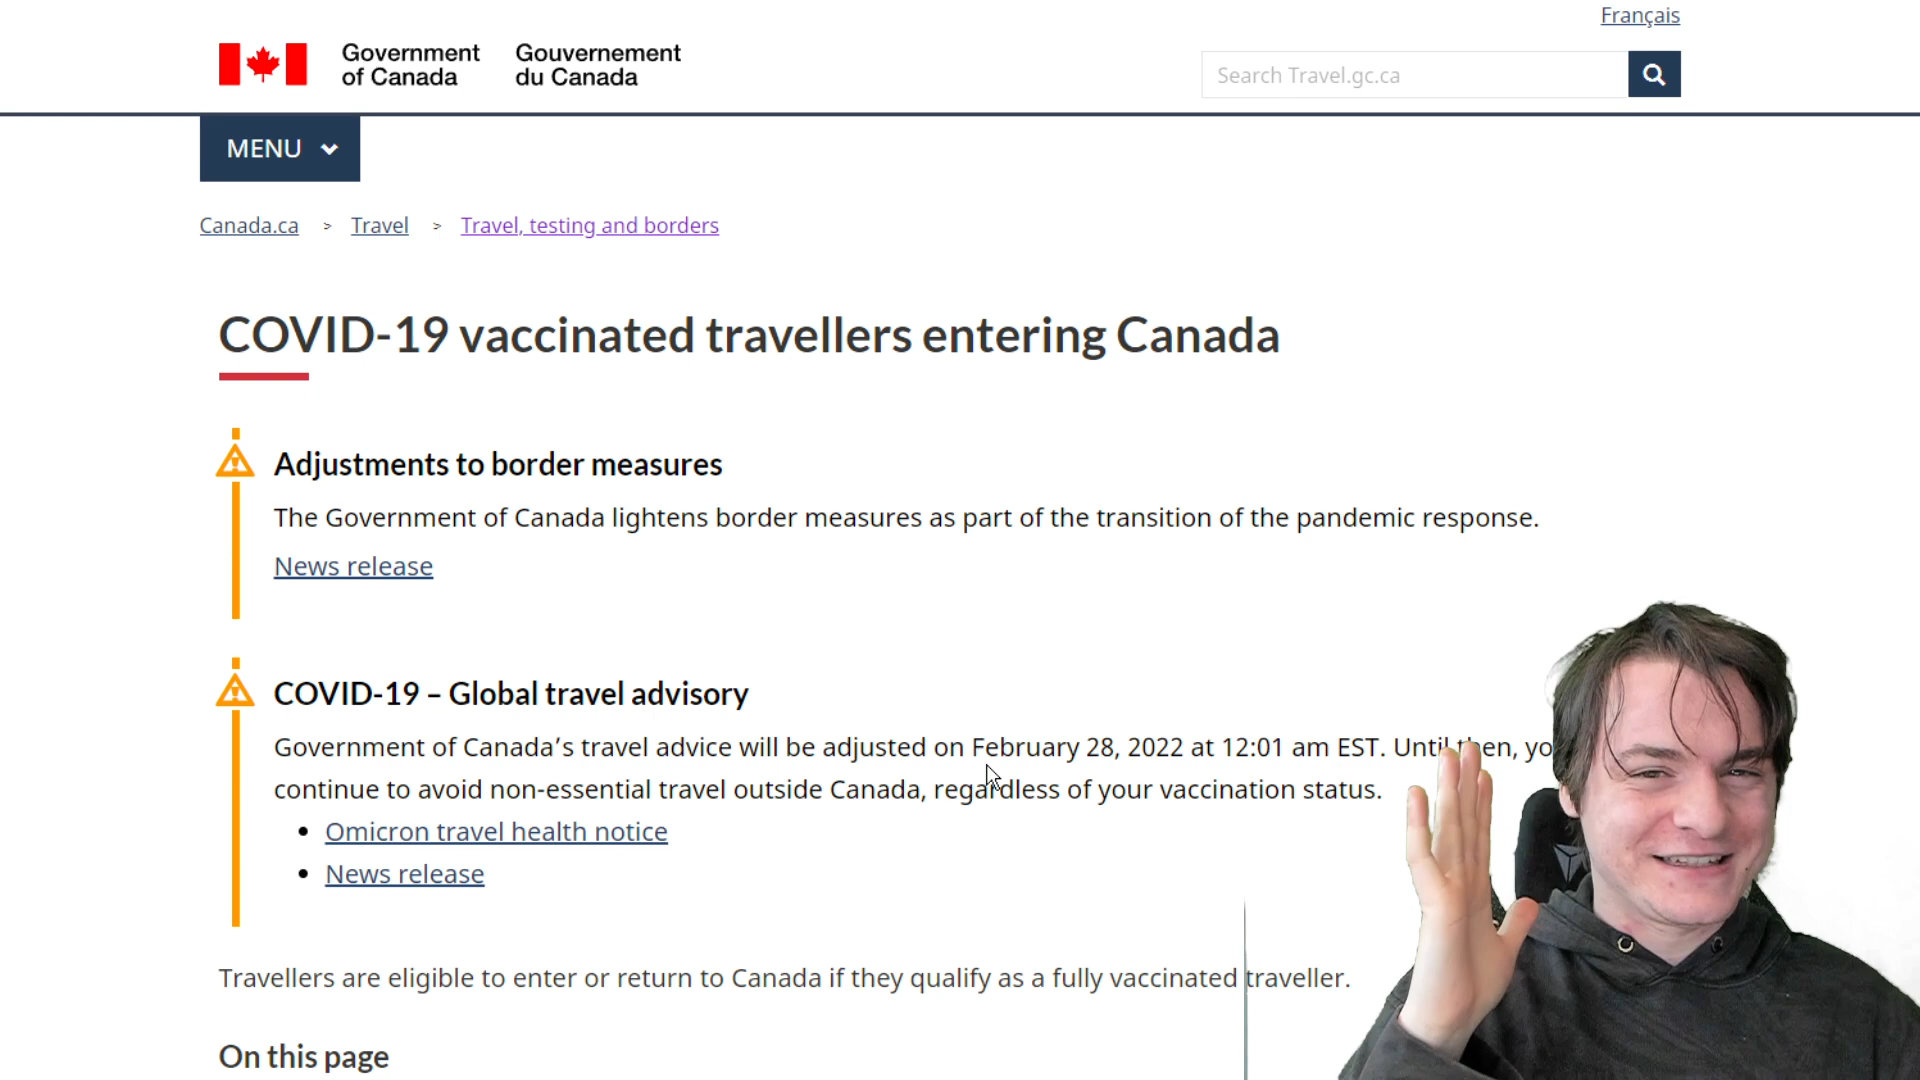 Français
Government of Canada
Gouvernement du Canada
Search Travel.gc.ca
MENU
Canada.ca > Travel > Travel, testing and borders
COVID-19 vaccinated travellers entering Canada
Adjustments to border measures
The Government of Canada lightens border measures as part of the transition of the pandemic response.
News release
COVID-19 – Global travel advisory
Government of Canada’s travel advice will be adjusted on February 28, 2022 at 12:01 am EST. Until then,
continue to avoid non-essential travel outside Canada, regardless of your vaccination status.
• Omicron travel health notice
• News release
Travellers are eligible to enter or return to Canada if they qualify as a fully vaccinated traveller.
On this page